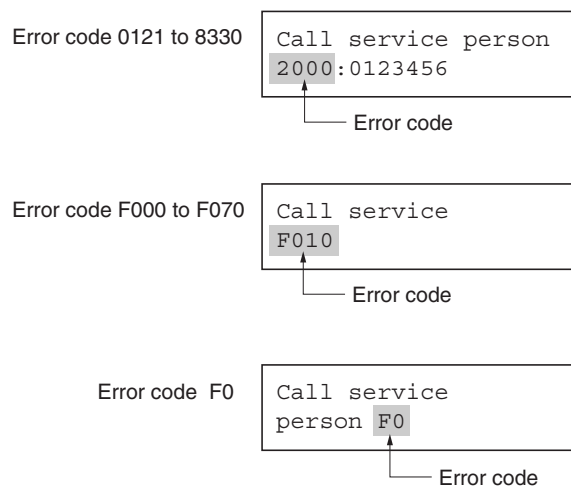 Error code 0121 to 8330
Call service person
2000:0123456
Error code
Error code F000 to F070
Call service
F010
Error code
Error code F0
Call service
person F0
Error code